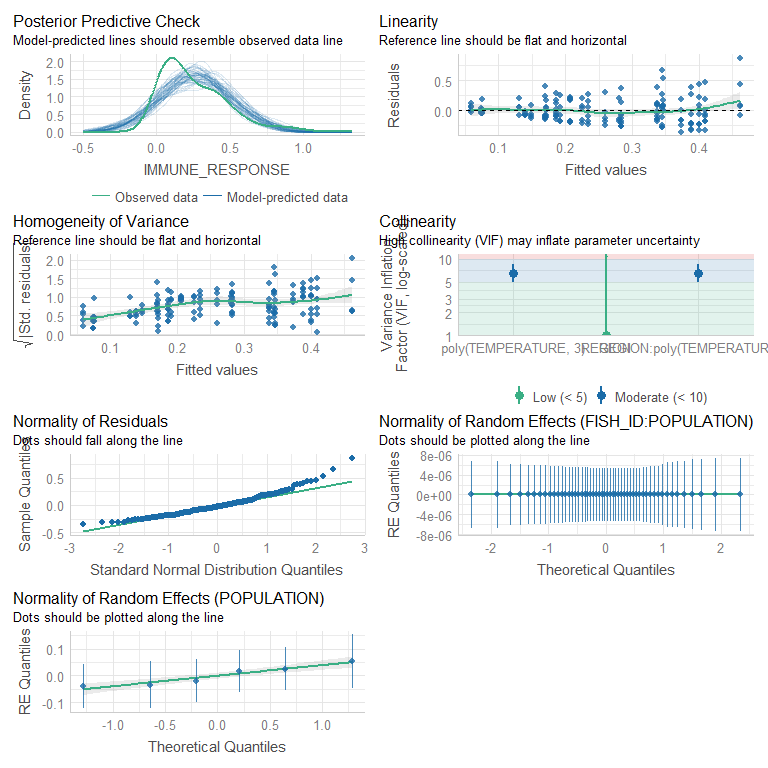 Posterior Predictive Check
Model-predicted lines should resemble observed data line
Density
2.0
1.5
1.0
0.5
0.0
-0.5 0.0 0.5 1.0
IMMUNE_RESPONSE
Observed data Model-predicted data
Linearity
Reference line should be flat and horizontal
Residuals
0.5
0.0
0.1 0.2 0.3 0.4
Fitted values
Homogeneity of Variance
Reference line should be flat and horizontal
√|Std. residuals|
2.0
1.5
1.0
0.5
0.0
0.1 0.2 0.3 0.4
Fitted values
Collinearity
High collinearity (VIF) may inflate parameter uncertainty
Variance Inflation
Factor (VIF, log-scaled)
10
5
3
2
1
poly(TEMPERATURE, 3) REGION REGION:poly(TEMPERATUR
Low (< 5) Moderate (< 10)
Normality of Residuals
Dots should fall along the line
Sample Quantiles
0.5
0.0
-0.5
-3 -2 -1 0 1 2 3
Standard Normal Distribution Quantiles
Normality of Random Effects (FISH_ID:POPULATION)
Dots should be plotted along the line
RE Quantiles
8e-06
4e-06
0e+00
-4e-06
-8e-06
-2 -1 0 1 2
Theoretical Quantiles
Normality of Random Effects (POPULATION)
Dots should be plotted along the line
RE Quantiles
0.1
0.0
-0.1
-1.0 -0.5 0.0 0.5 1.0
Theoretical Quantiles